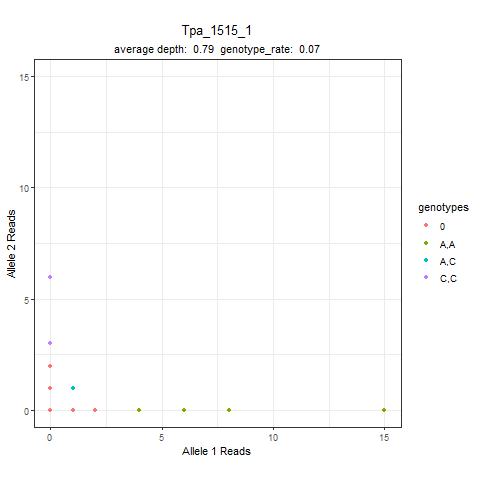 Tpa_1515_1
average depth:  0.79  genotype_rate:  0.07
Allele 2 Reads
15
10
5
0
0 5 10 15
Allele 1 Reads
genotypes
0
A,A
A,C
C,C